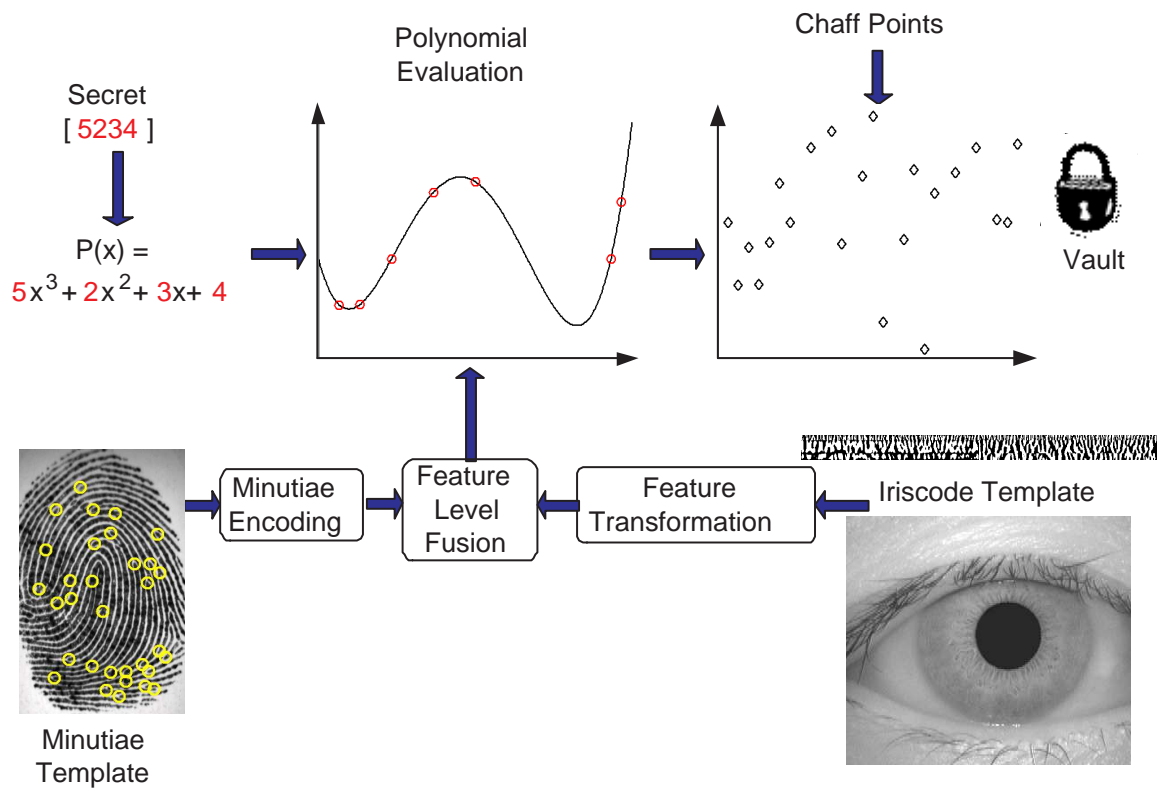 Secret
[ 5234 ]
P(x) =
5x³ + 2x² + 3x + 4
Polynomial
Evaluation
Chaff Points
Vault
Minutiae
Encoding
Feature
Level
Fusion
Feature
Transformation
Iriscode Template
Minutiae
Template